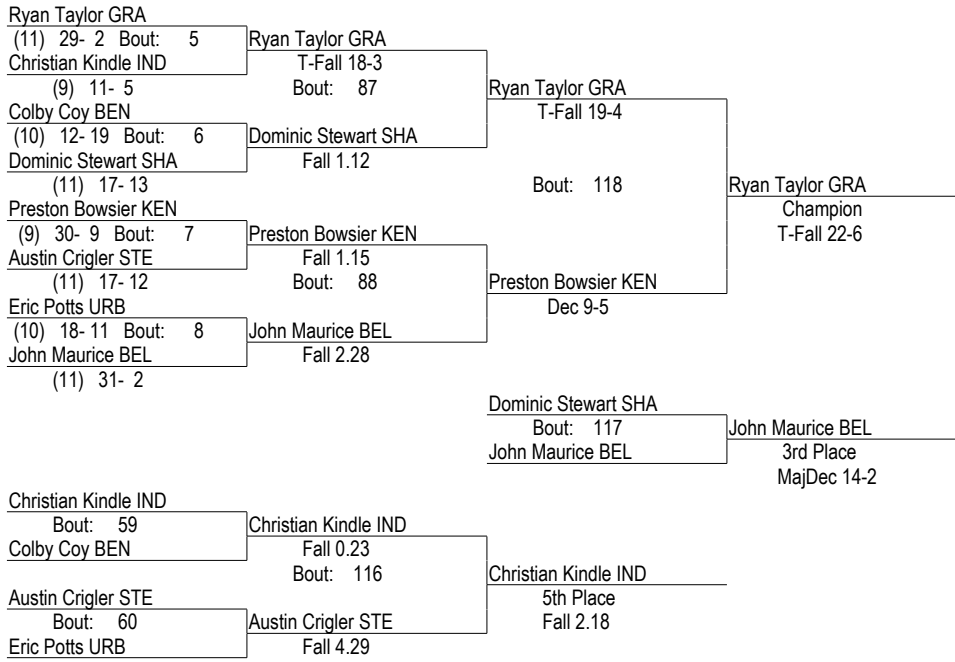 Ryan Taylor GRA
(11) 29- 2 Bout: 5 Ryan Taylor GRA
Christian Kindle IND T-Fall 18-3
(9) 11- 5 Bout: 87 Ryan Taylor GRA
Colby Coy BEN T-Fall 19-4
(10) 12- 19 Bout: 6 Dominic Stewart SHA
Dominic Stewart SHA Fall 1.12
(11) 17- 13 Bout: 118 Ryan Taylor GRA
Preston Bowsier KEN Champion
(9) 30- 9 Bout: 7 Preston Bowsier KEN T-Fall 22-6
Austin Crigler STE Fall 1.15
(11) 17- 12 Bout: 88 Preston Bowsier KEN
Eric Potts URB Dec 9-5
(10) 18- 11 Bout: 8 John Maurice BEL
John Maurice BEL Fall 2.28
(11) 31- 2
Dominic Stewart SHA
Bout: 117 John Maurice BEL
John Maurice BEL 3rd Place
MajDec 14-2
Christian Kindle IND
Bout: 59 Christian Kindle IND
Colby Coy BEN Fall 0.23
Bout: 116 Christian Kindle IND
Austin Crigler STE 5th Place
Bout: 60 Austin Crigler STE Fall 2.18
Eric Potts URB Fall 4.29